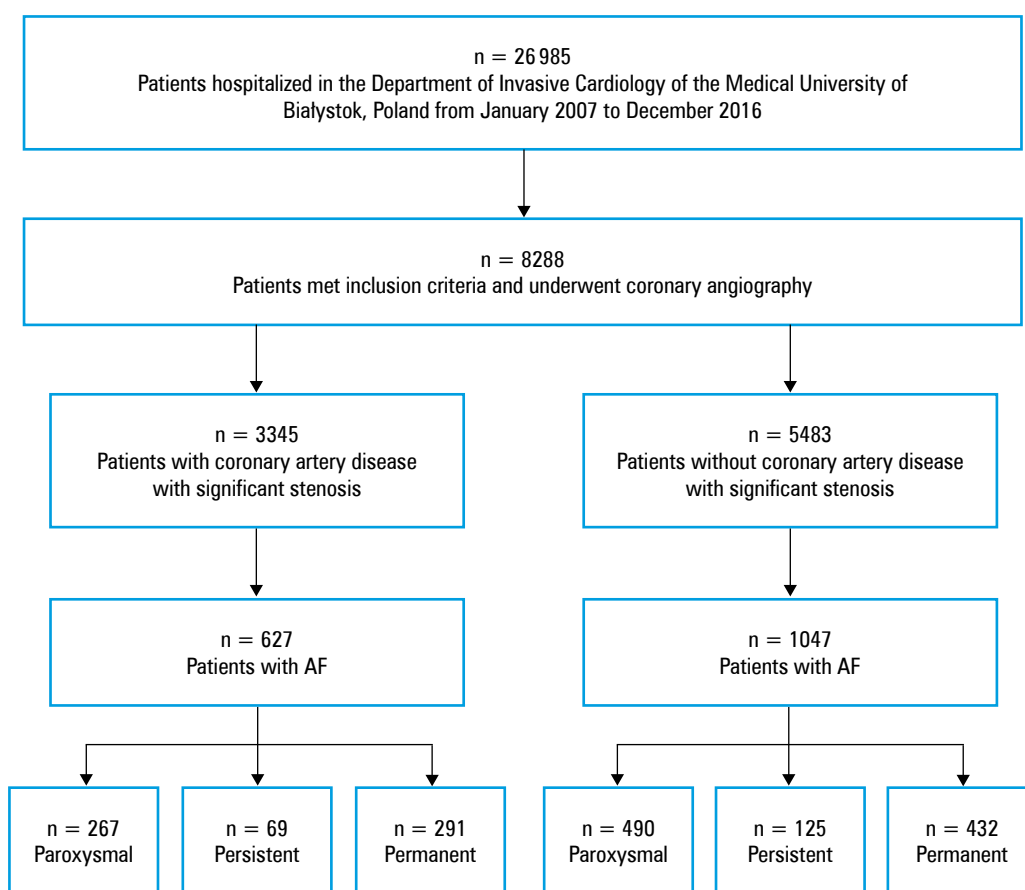 n = 26 985
Patients hospitalized in the Department of Invasive Cardiology of the Medical University of
Białystok, Poland from January 2007 to December 2016
n = 8288
Patients met inclusion criteria and underwent coronary angiography
n = 3345
Patients with coronary artery disease
with significant stenosis
n = 5483
Patients without coronary artery disease
with significant stenosis
n = 627
Patients with AF
n = 1047
Patients with AF
n = 267
Paroxysmal
n = 69
Persistent
n = 291
Permanent
n = 490
Paroxysmal
n = 125
Persistent
n = 432
Permanent